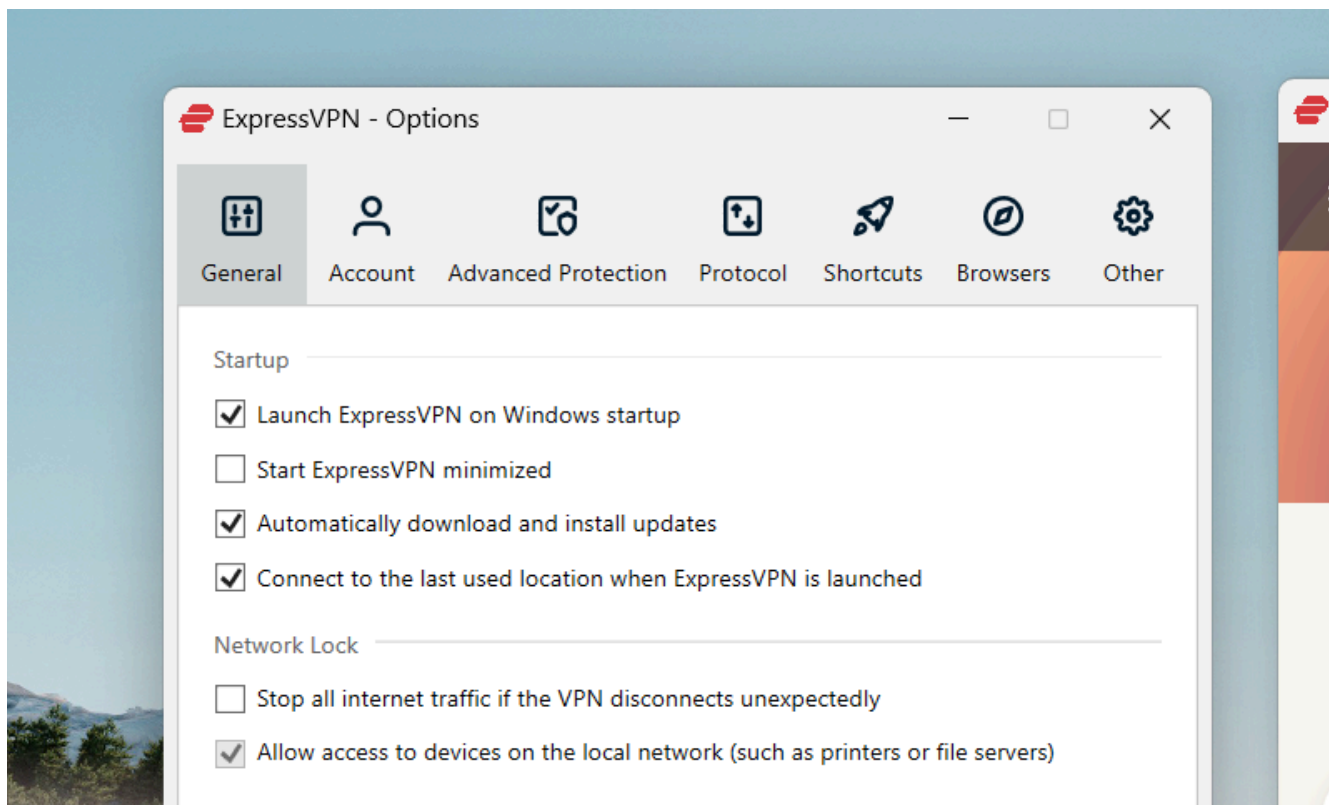 ExpressVPN - Options
General Account Advanced Protection Protocol Shortcuts Browsers Other
Startup
Launch ExpressVPN on Windows startup
Start ExpressVPN minimized
Automatically download and install updates
Connect to the last used location when ExpressVPN is launched
Network Lock
Stop all internet traffic if the VPN disconnects unexpectedly
Allow access to devices on the local network (such as printers or file servers)